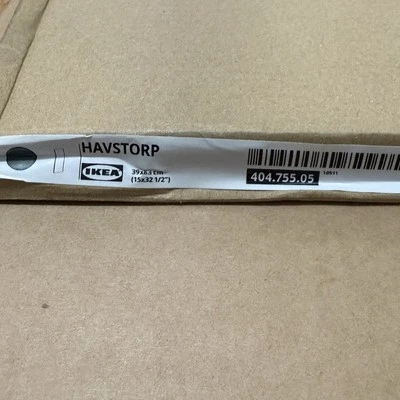 HAVSTORP
IKEA
39x83 cm
(15x32 1/2")
404.755.05